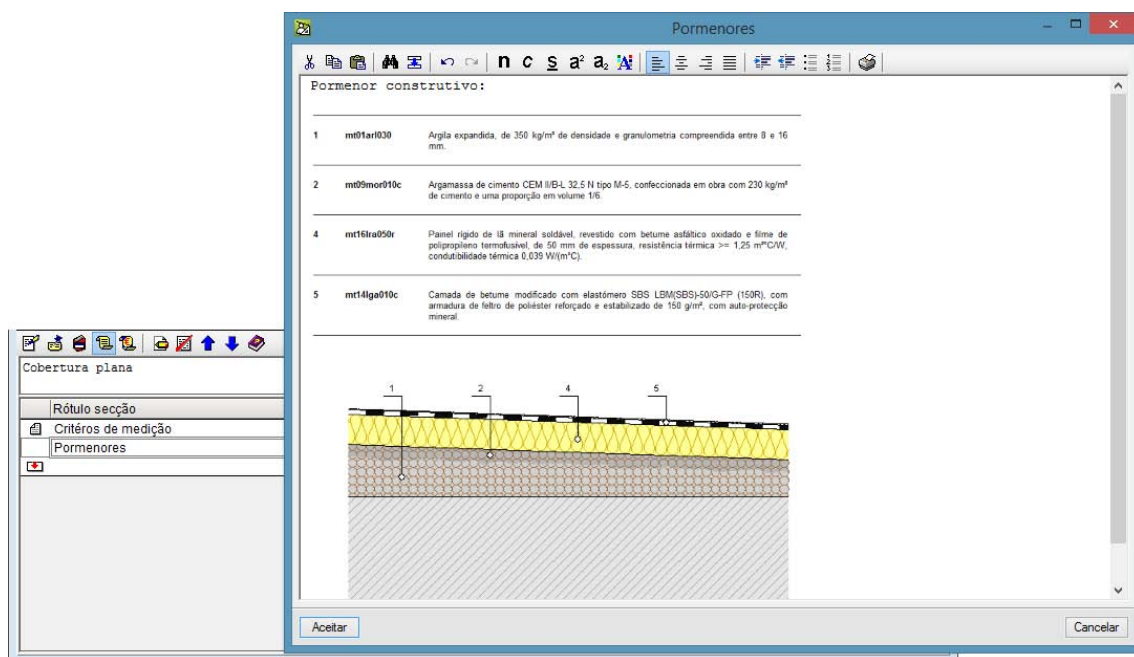 Pormenores
n c s a² a₂ A
Pormenor construtivo:
1 mt01arl030 Argila expandida, de 350 kg/m³ de densidade e granulometria compreendida entre 8 e 16
mm.
2 mt09mor010c Argamassa de cimento CEM II/B-L 32,5 N tipo M-5, confeccionada em obra com 230 kg/m³
de cimento e uma proporção em volume 1/6.
4 mt16lra050r Painel rígido de lã mineral soldável, revestido com betume asfáltico oxidado e filme de
polipropileno termofusível, de 50 mm de espessura, resistência térmica >= 1,25 m²°C/W,
condutibilidade térmica 0,039 W/(m°C).
5 mt14lga010c Camada de betume modificado com elastómero SBS LBM(SBS)-50/G-FP (150R), com
armadura de feltro de poliéster reforçado e estabilizado de 150 g/m², com auto-protecção
mineral.
1 2 4 5
Cobertura plana
Rótulo secção
Critéros de medição
Pormenores
Aceitar
Cancelar